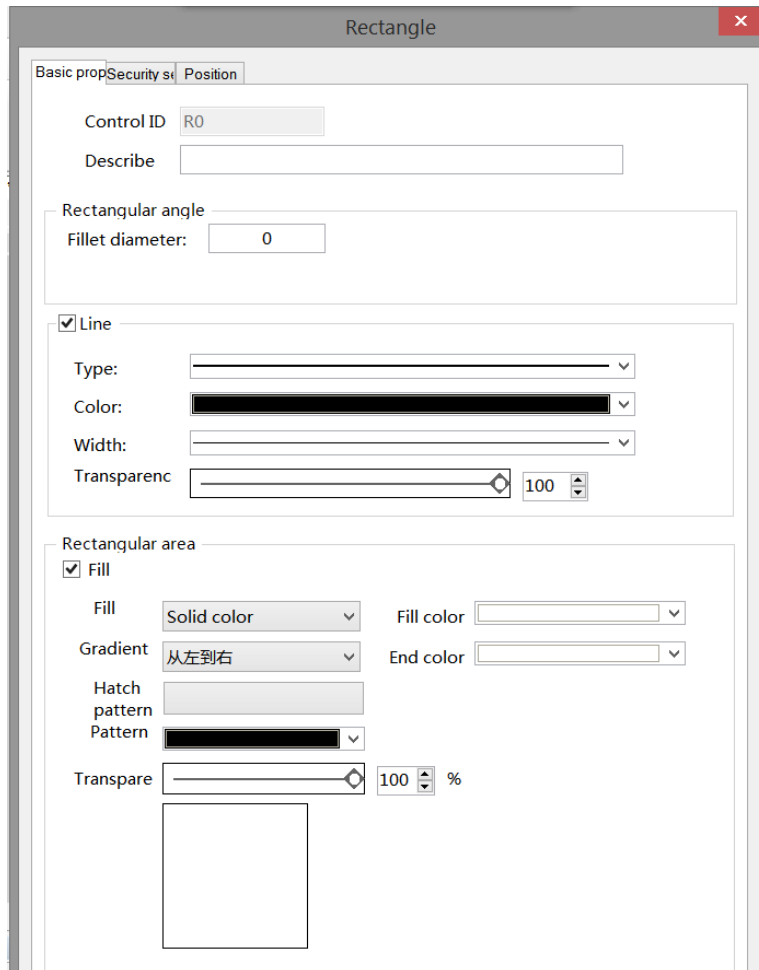 Rectangle
Basic prop Security se Position
Control ID R0
Describe
Rectangular angle
Fillet diameter: 0
Line
Type:
Color:
Width:
Transparenc 100
Rectangular area
Fill
Fill Solid color Fill color
Gradient 从左到右 End color
Hatch
pattern
Pattern
Transpare 100 %